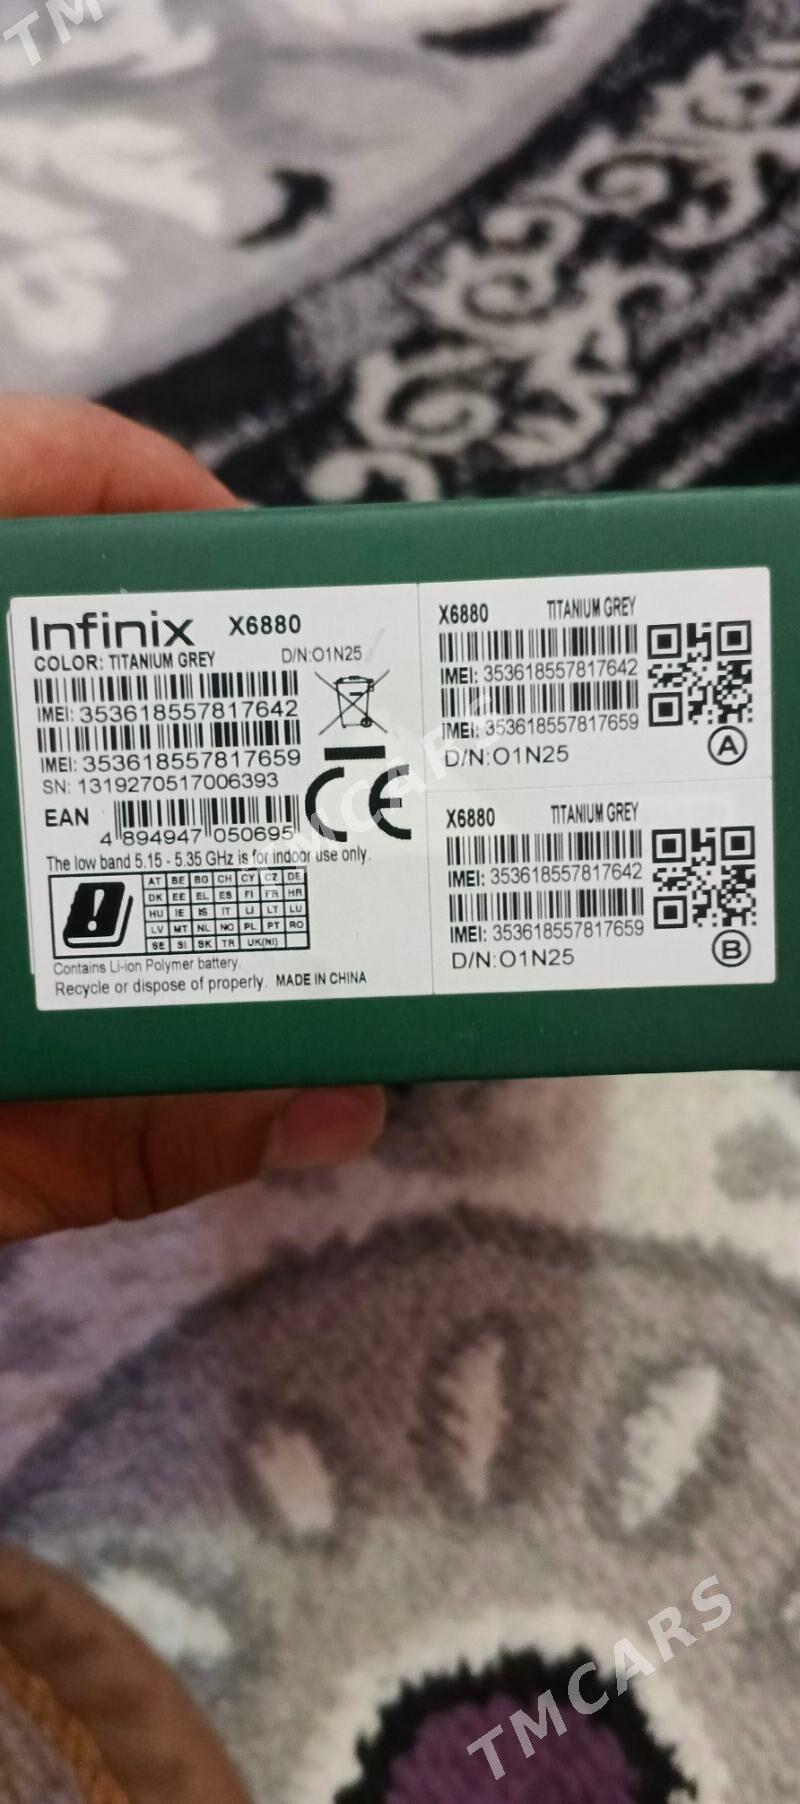 TM
Infinix X6880
COLOR: TITANIUM GREY D/N:O1N25
IMEI: 353618557817642
IMEI: 353618557817659
SN: 1319270517006393
EAN
4 894947 050695
The low band 5.15 - 5.35 GHz is for indoor use only.
AT BE BG CH CY CZ DE
DK EE EL ES FI FR HR
HU IE IS IT LI LT LU
LV MT NL NO PL PT RO
SE SI SK TR UK(NI)
Contains Li-ion Polymer battery.
Recycle or dispose of properly. MADE IN CHINA
CE
X6880 TITANIUM GREY
IMEI: 353618557817642
IMEI: 353618557817659
D/N:O1N25
A
X6880 TITANIUM GREY
IMEI: 353618557817642
IMEI: 353618557817659
D/N:O1N25
B
TMCARS
TMCARS